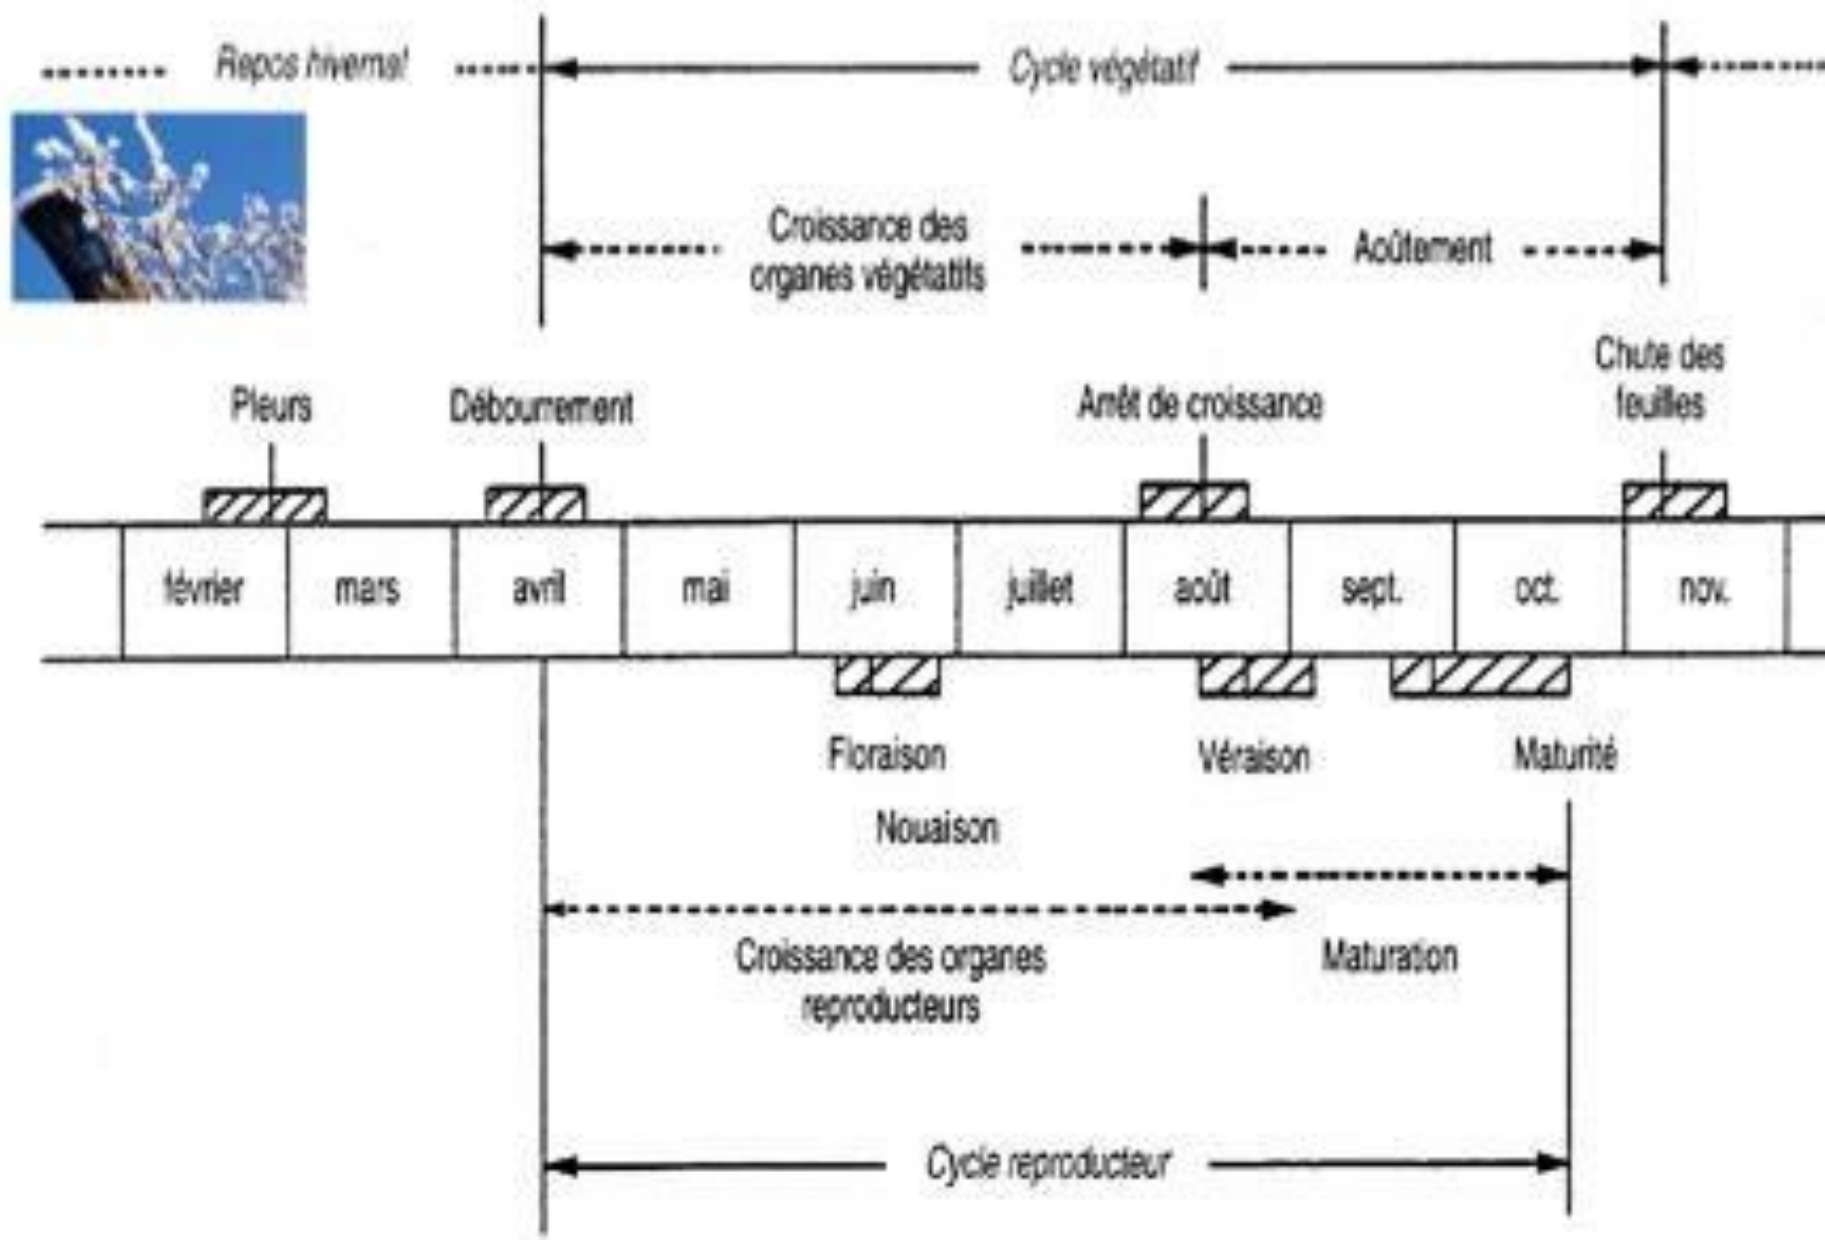 Repos hivernal
Cycle végétatif
Croissance des
organes végétatifs
Aoûtement
Pleurs
Débourrement
Arrêt de croissance
Chute des
feuilles
février
mars
avril
mai
juin
juillet
août
sept.
oct.
nov.
Floraison
Véraison
Maturité
Nouaison
Croissance des organes
reproducteurs
Maturation
Cycle reproducteur